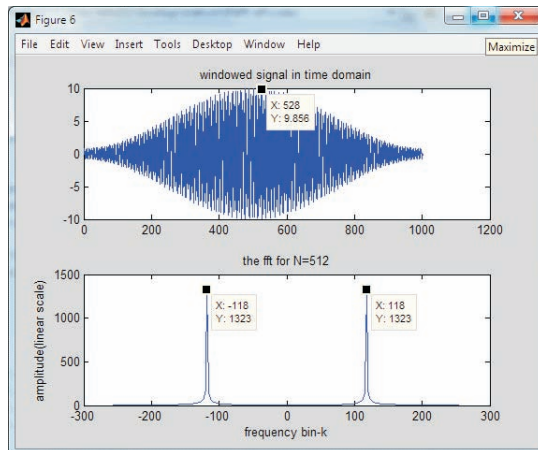 Figure 6
File Edit View Insert Tools Desktop Window Help
Maximize
windowed signal in time domain
10
5
0
-5
-10
X: 528
Y: 9.856
0 200 400 600 800 1000 1200
the fft for N=512
amplitude(linear scale)
1500
1000
500
0
X: -118
Y: 1323
X: 118
Y: 1323
-300 -200 -100 0 100 200 300
frequency bin-k